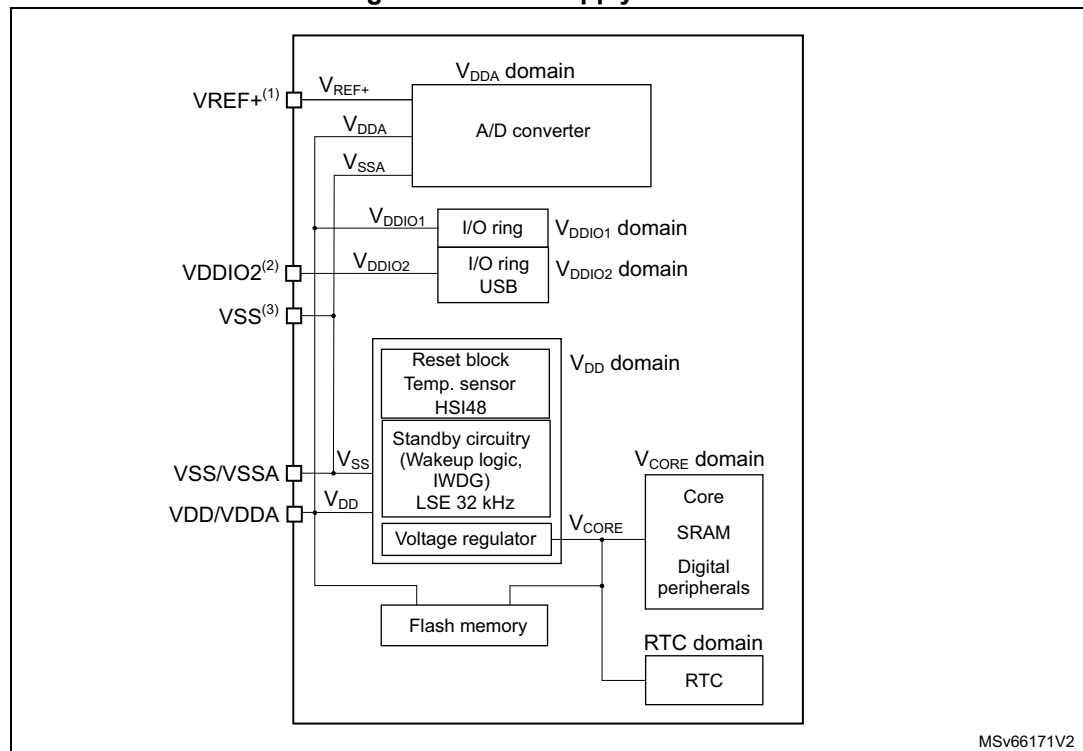 VREF+(1)
VREF+
VDDA domain
A/D converter
VDDA
VSSA
VDDIO1
I/O ring
VDDIO1 domain
VDDIO2(2)
VDDIO2
I/O ring
USB
VDDIO2 domain
VSS(3)
Reset block
Temp. sensor
HSI48
VDD domain
Standby circuitry
(Wakeup logic,
IWDG)
LSE 32 kHz
VSS/VSSA
VSS
VDD/VDDA
VDD
Voltage regulator
VCORE
VCORE domain
Core
SRAM
Digital
peripherals
Flash memory
RTC domain
RTC
MSv66171V2